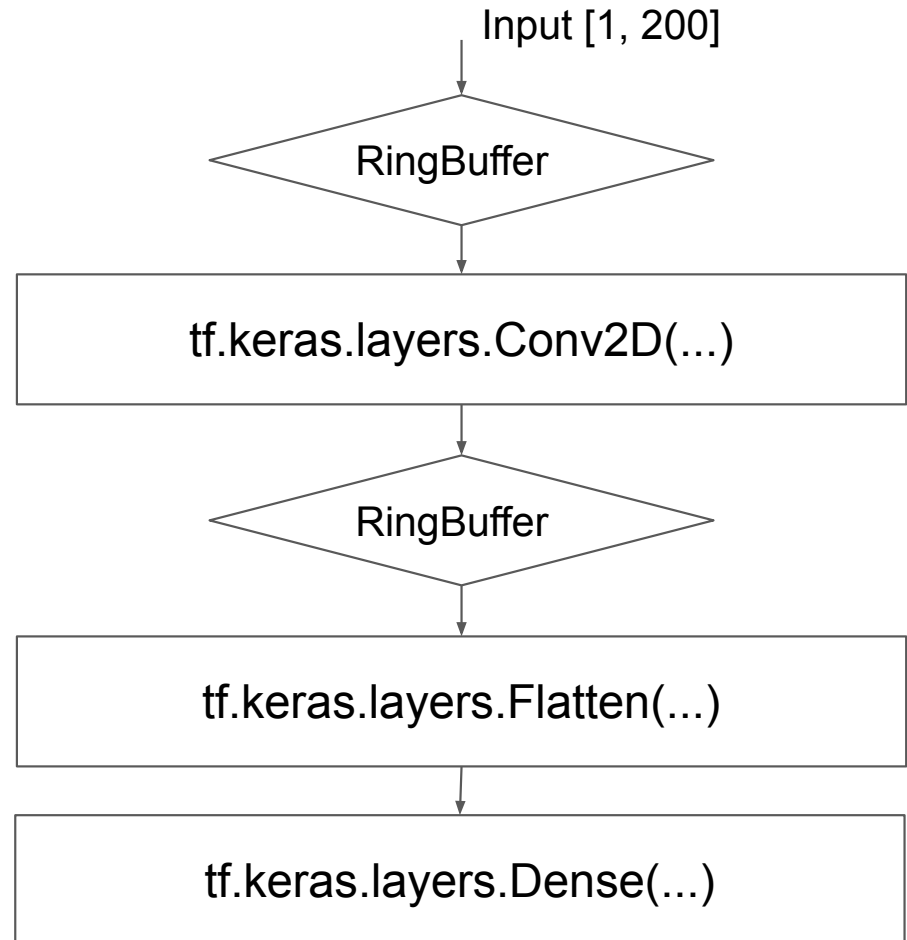 Input [1, 200]
RingBuffer
tf.keras.layers.Conv2D(...)
RingBuffer
tf.keras.layers.Flatten(...)
tf.keras.layers.Dense(...)